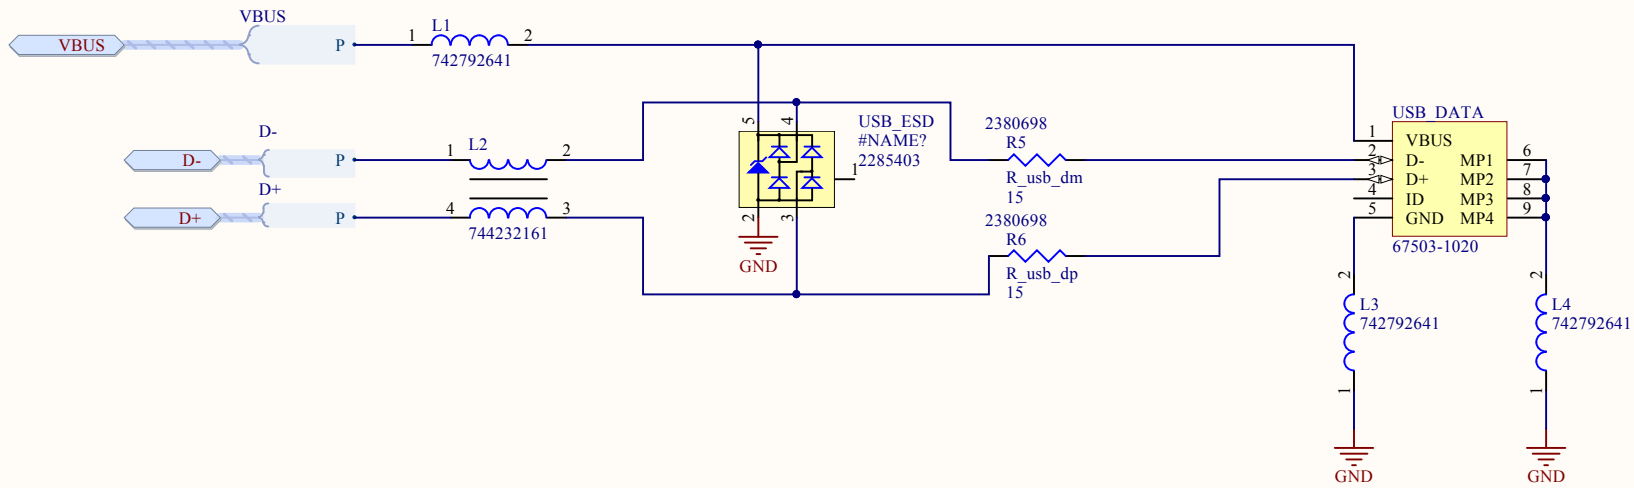 VBUS
VBUS
P
1
L1
2
742792641
D-
D-
P
1
L2
2
D+
D+
P
4
3
744232161
5
4
USB_ESD
#NAME?
2285403
1
2
3
GND
2380698
R5
R_usb_dm
15
2380698
R6
R_usb_dp
15
USB_DATA
1
VBUS
2
D-
MP1
6
3
D+
MP2
7
4
ID
MP3
8
5
GND
MP4
9
67503-1020
2
L3
742792641
1
GND
2
L4
742792641
1
GND